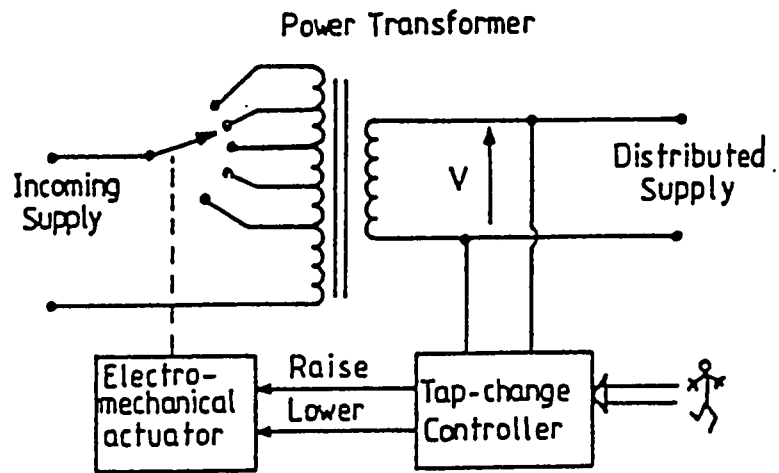 Power Transformer
Incoming
Supply
V
Distributed
Supply
Electro-
mechanical
actuator
Raise
Lower
Tap-change
Controller